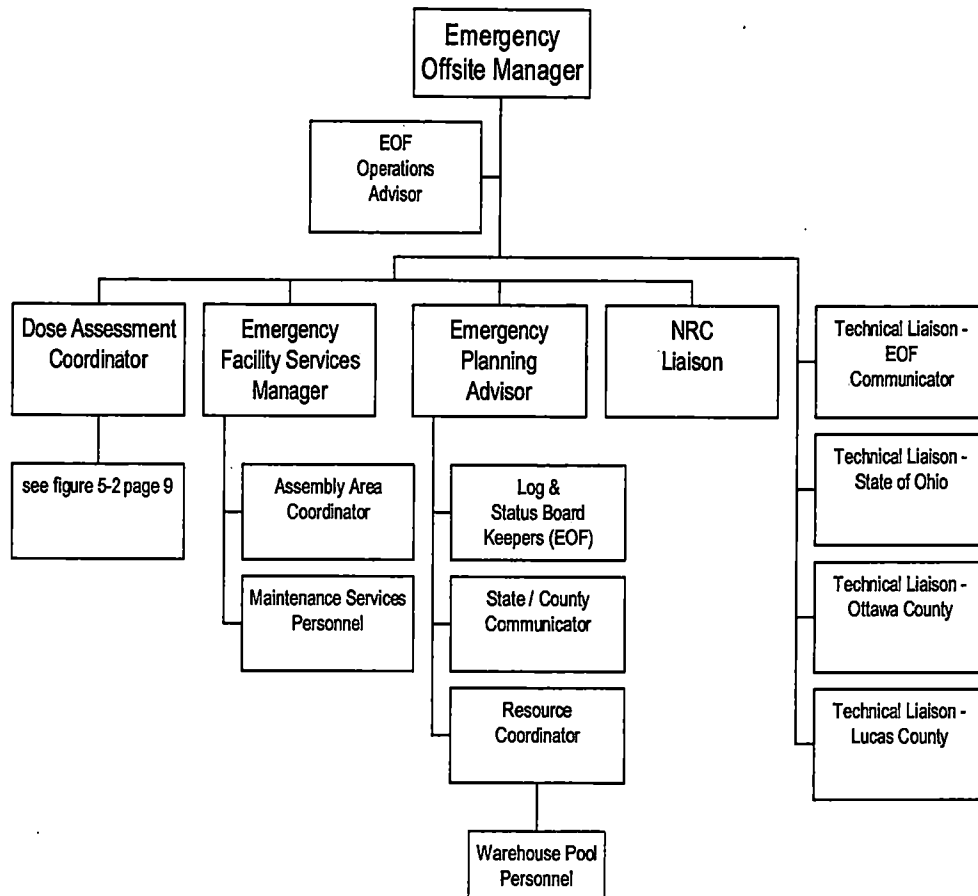 Emergency
Offsite Manager
EOF
Operations
Advisor
Dose Assessment
Coordinator
Emergency
Facility Services
Manager
Emergency
Planning
Advisor
NRC
Liaison
Technical Liaison -
EOF
Communicator
see figure 5-2 page 9
Assembly Area
Coordinator
Log &
Status Board
Keepers (EOF)
Technical Liaison -
State of Ohio
Maintenance Services
Personnel
State / County
Communicator
Technical Liaison -
Ottawa County
Resource
Coordinator
Technical Liaison -
Lucas County
Warehouse Pool
Personnel